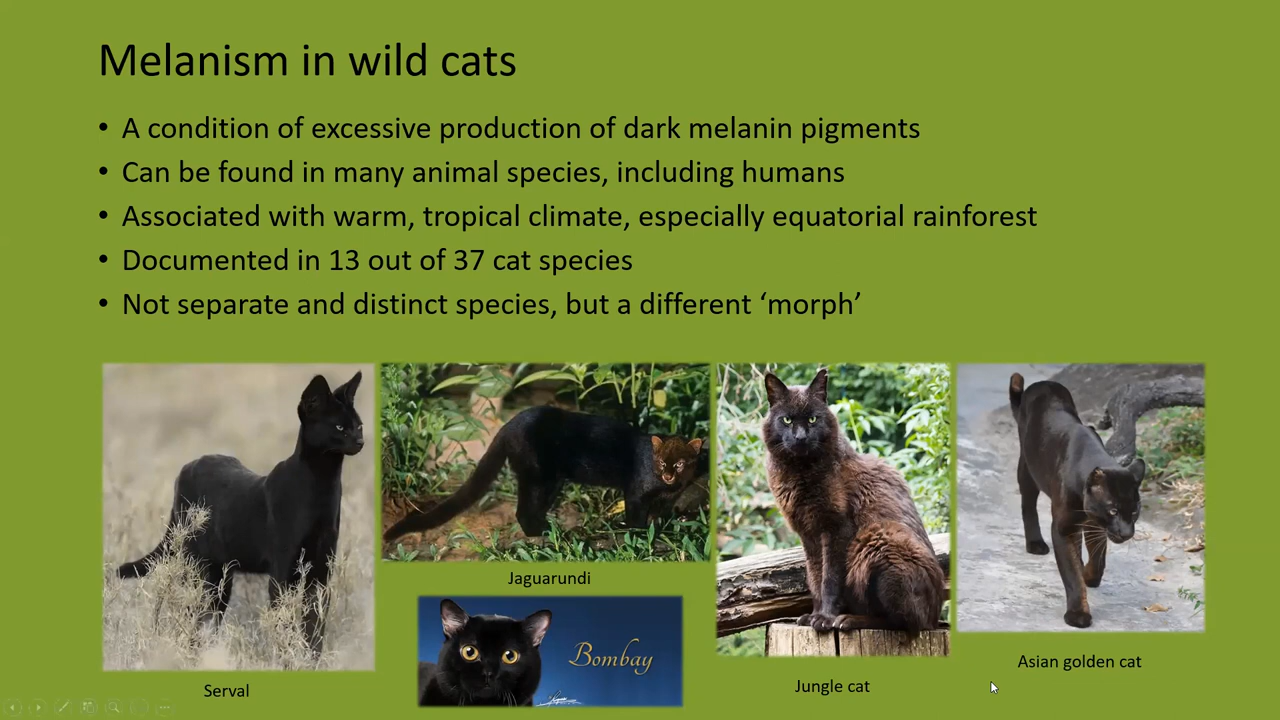 Melanism in wild cats
• A condition of excessive production of dark melanin pigments
• Can be found in many animal species, including humans
• Associated with warm, tropical climate, especially equatorial rainforest
• Documented in 13 out of 37 cat species
• Not separate and distinct species, but a different ‘morph’
Serval
Jaguarundi
Bombay
Jungle cat
Asian golden cat